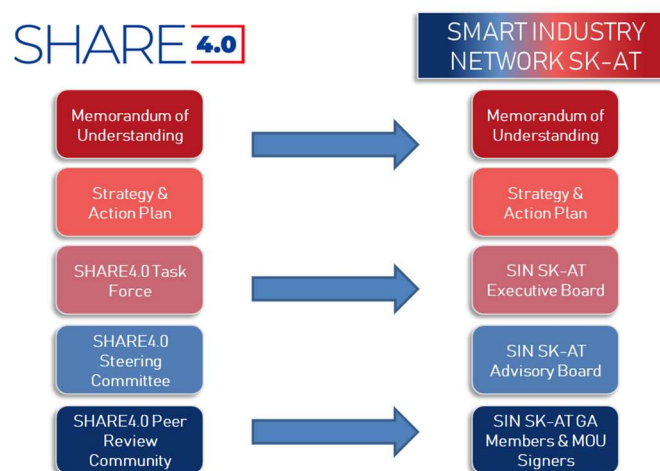 SHARE 4.0
SMART INDUSTRY
NETWORK SK-AT
Memorandum of
Understanding
Memorandum of
Understanding
Strategy &
Action Plan
Strategy &
Action Plan
SHARE4.0 Task
Force
SIN SK-AT
Executive Board
SHARE4.0
Steering
Committee
SIN SK-AT
Advisory Board
SHARE4.0 Peer
Review
Community
SIN SK-AT GA
Members & MOU
Signers